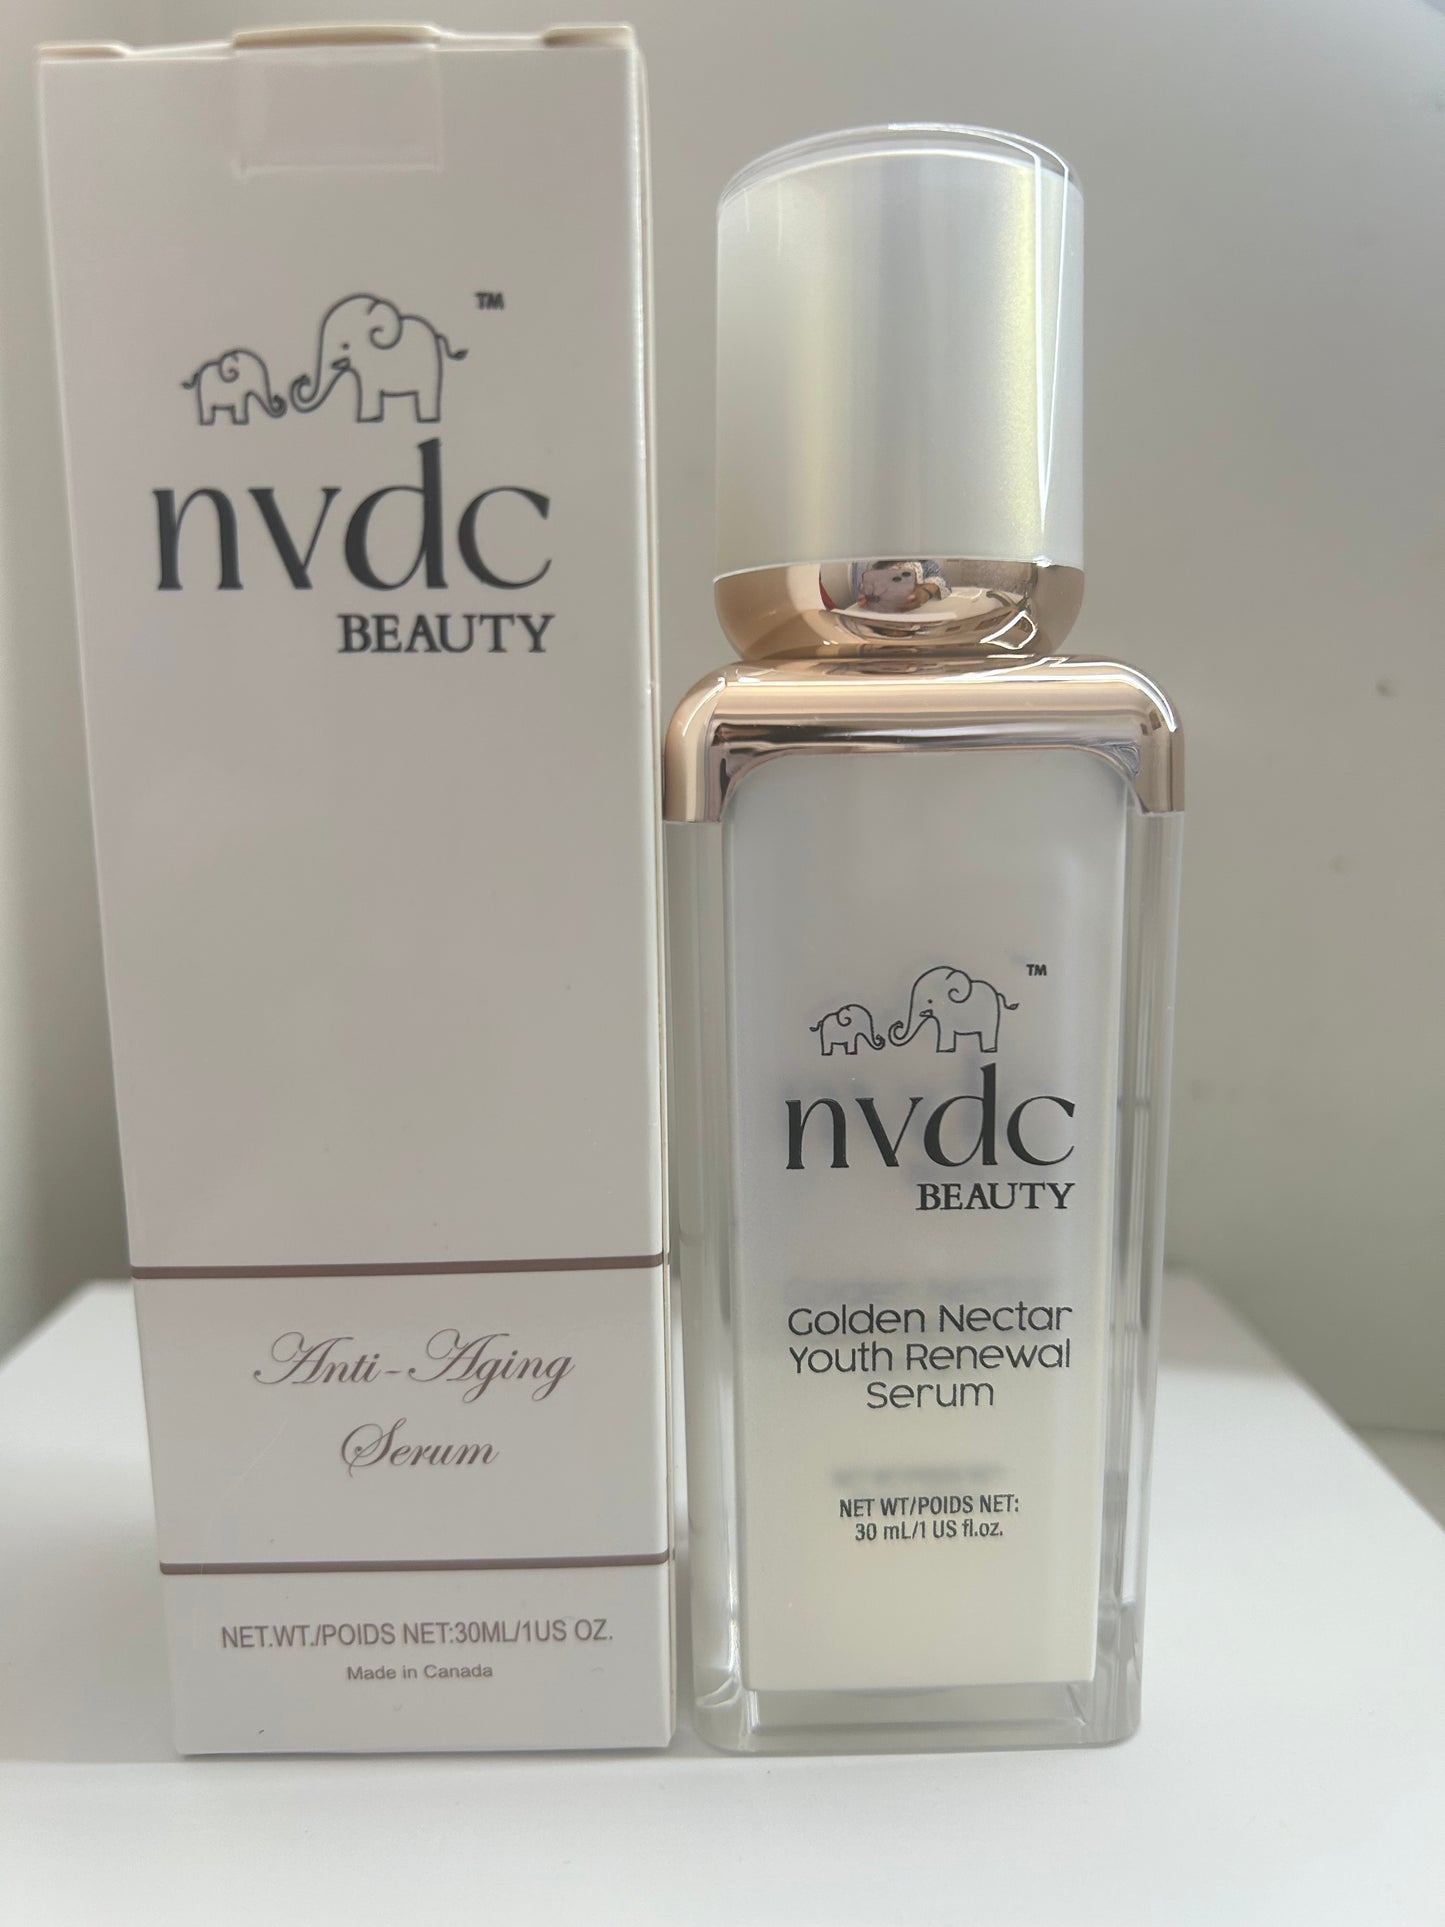 TM
nvdc
BEAUTY
Anti-Aging
Serum
NET.WT./POIDS NET:30ML/1US OZ.
Made in Canada
TM
nvdc
BEAUTY
Golden Nectar
Youth Renewal
Serum
NET WT/POIDS NET:
30 mL/1 US fl.oz.